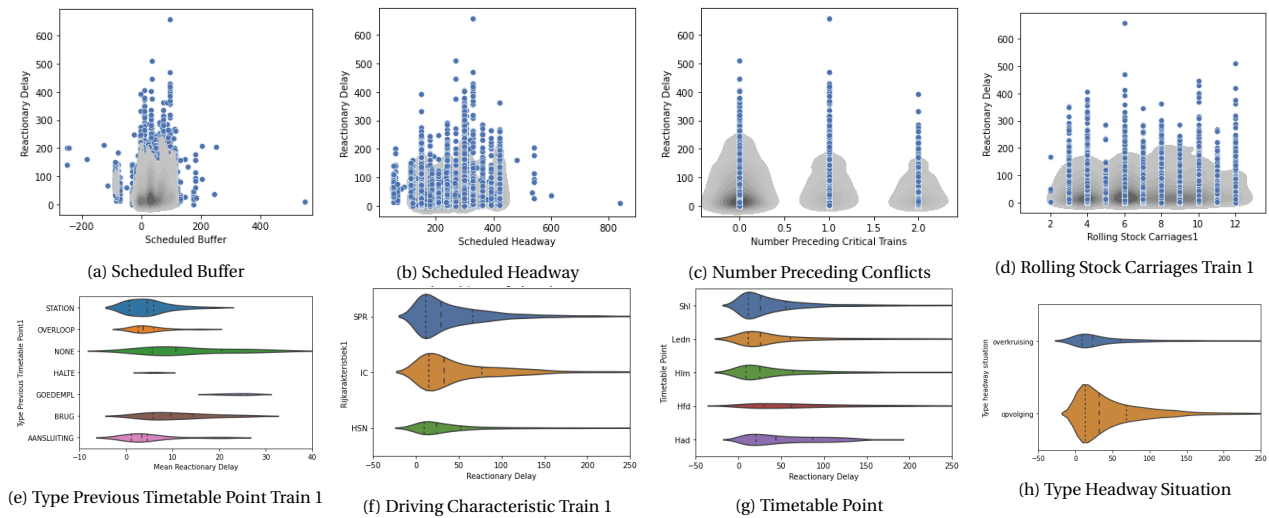 Reactionary Delay
600
500
400
300
200
100
0
−200
0
200
400
Scheduled Buffer
(a) Scheduled Buffer
Reactionary Delay
600
500
400
300
200
100
0
200
400
600
800
Scheduled Headway
(b) Scheduled Headway
Reactionary Delay
600
500
400
300
200
100
0
0.0
0.5
1.0
1.5
2.0
Number Preceding Critical Trains
(c) Number Preceding Conflicts
Reactionary Delay
600
500
400
300
200
100
0
2
4
6
8
10
12
Rolling Stock Carriages1
(d) Rolling Stock Carriages Train 1
Type Previous Timetable Point1
STATION
OVERLOOP
NONE
HALTE
GOEDEMPL
BRUG
AANSLUITING
−10
0
10
20
30
40
Mean Reactionary Delay
(e) Type Previous Timetable Point Train 1
Rijkarakteristiek1
SPR
IC
HSN
−50
0
50
100
150
200
250
Reactionary Delay
(f) Driving Characteristic Train 1
Timetable Point
Shl
Ledn
Hlm
Hfd
Had
−50
0
50
100
150
200
250
Reactionary Delay
(g) Timetable Point
Type headway situation
overkruising
opvolging
−50
0
50
100
150
200
250
(h) Type Headway Situation